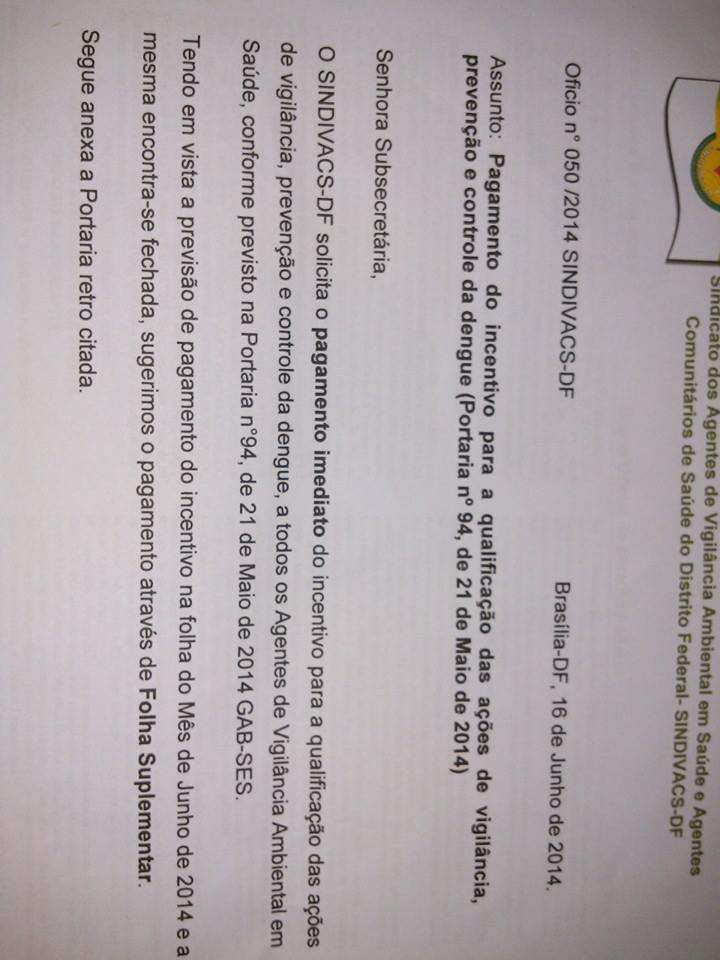 Sindicato dos Agentes de Vigilância Ambiental em Saúde e Agentes
Comunitários de Saúde do Distrito Federal- SINDIVACS-DF
Oficio n° 050 /2014 SINDIVACS-DF
Brasília-DF, 16 de Junho de 2014.
Assunto: Pagamento do incentivo para a qualificação das ações de vigilância,
prevenção e controle da dengue (Portaria nº 94, de 21 de Maio de 2014)
Senhora Subsecretária,
O SINDIVACS-DF solicita o pagamento imediato do incentivo para a qualificação das ações
de vigilância, prevenção e controle da dengue, a todos os Agentes de Vigilância Ambiental em
Saúde, conforme previsto na Portaria n°94, de 21 de Maio de 2014 GAB-SES.
Tendo em vista a previsão de pagamento do incentivo na folha do Mês de Junho de 2014 e a
mesma encontra-se fechada, sugerimos o pagamento através de Folha Suplementar.
Segue anexa a Portaria retro citada.